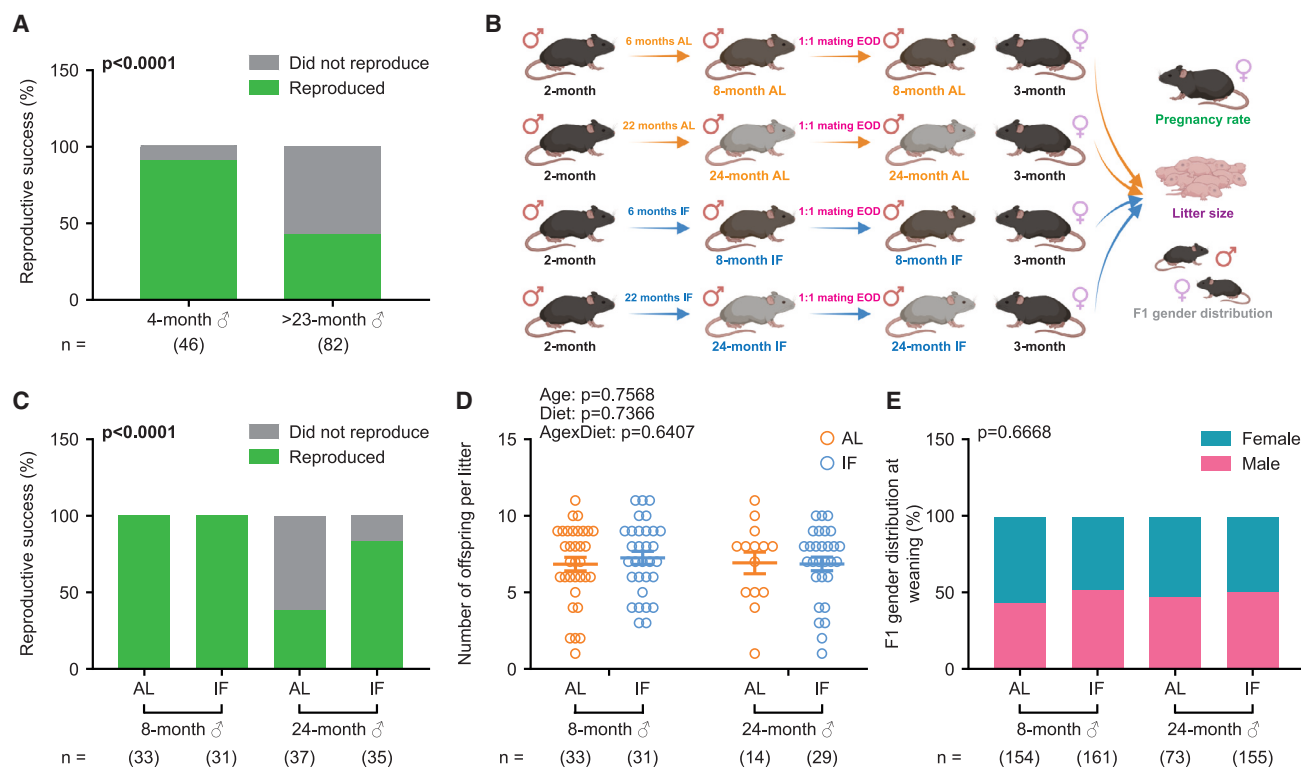 A
p<0.0001
Did not reproduce
Reproduced
Reproductive success (%)
150
100
50
0
4-month ♂
>23-month ♂
n =
(46)
(82)
B
♂
6 months AL
♂
1:1 mating EOD
♂
♀
2-month
8-month AL
8-month AL
3-month
♂
22 months AL
♂
1:1 mating EOD
♂
♀
2-month
24-month AL
24-month AL
3-month
♂
6 months IF
♂
1:1 mating EOD
♂
♀
2-month
8-month IF
8-month IF
3-month
♂
22 months IF
♂
1:1 mating EOD
♂
♀
2-month
24-month IF
24-month IF
3-month
♀
Pregnancy rate
Litter size
♂
♀
F1 gender distribution
C
p<0.0001
Did not reproduce
Reproduced
Reproductive success (%)
150
100
50
0
AL
IF
AL
IF
8-month ♂
24-month ♂
n =
(33)
(31)
(37)
(35)
D
Age: p=0.7568
Diet: p=0.7366
AgexDiet: p=0.6407
AL
IF
Number of offspring per litter
15
10
5
0
AL
IF
AL
IF
8-month ♂
24-month ♂
n =
(33)
(31)
(14)
(29)
E
p=0.6668
Female
Male
F1 gender distribution at
weaning (%)
150
100
50
0
AL
IF
AL
IF
8-month ♂
24-month ♂
n =
(154)
(161)
(73)
(155)